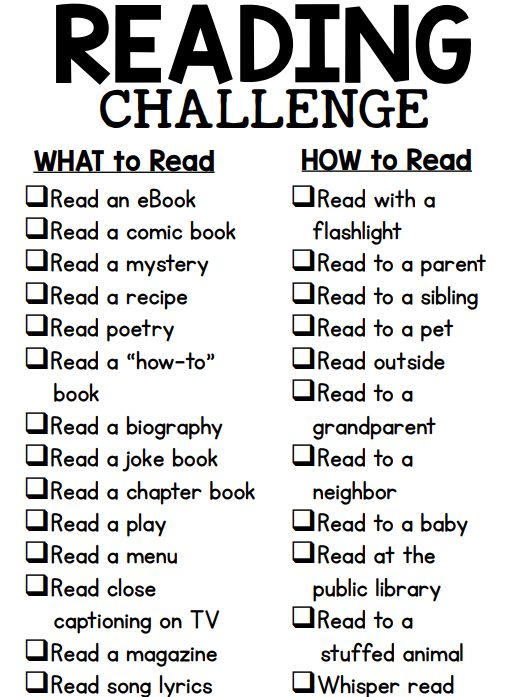 READING
CHALLENGE
WHAT to Read
Read an eBook
Read a comic book
Read a mystery
Read a recipe
Read poetry
Read a “how-to”
book
Read a biography
Read a joke book
Read a chapter book
Read a play
Read a menu
Read close
captioning on TV
Read a magazine
Read song lyrics
HOW to Read
Read with a
flashlight
Read to a parent
Read to a sibling
Read to a pet
Read outside
Read to a
grandparent
Read to a
neighbor
Read to a baby
Read at the
public library
Read to a
stuffed animal
Whisper read